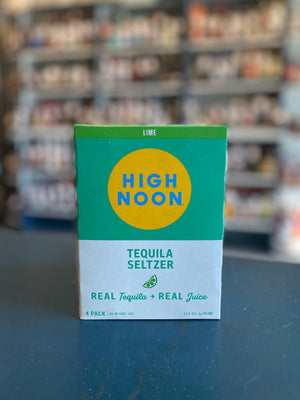 LIME
HIGH
NOON
TEQUILA
SELTZER
REAL Tequila + REAL Juice
4 PACK